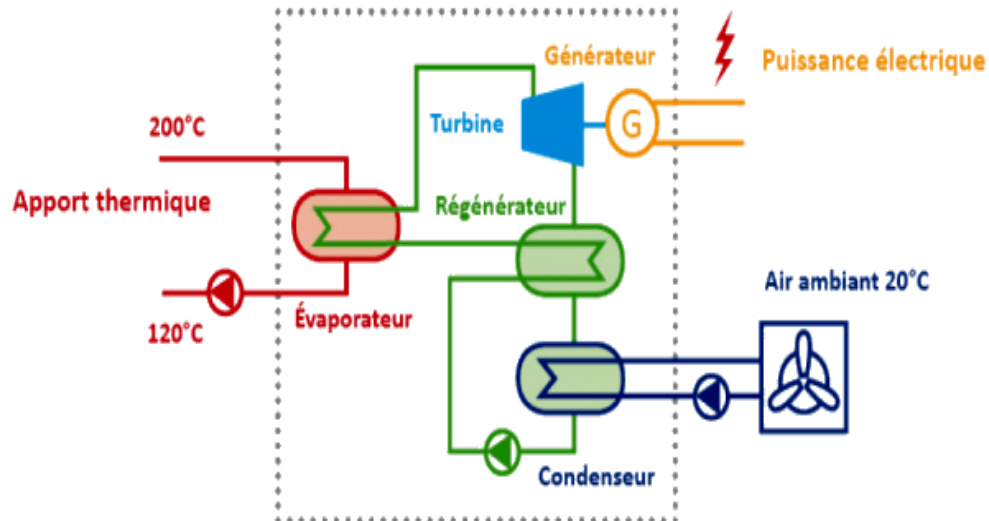 Générateur
Puissance électrique
200°C
Turbine
G
Apport thermique
Régénérateur
Air ambiant 20°C
120°C
Évaporateur
Condenseur